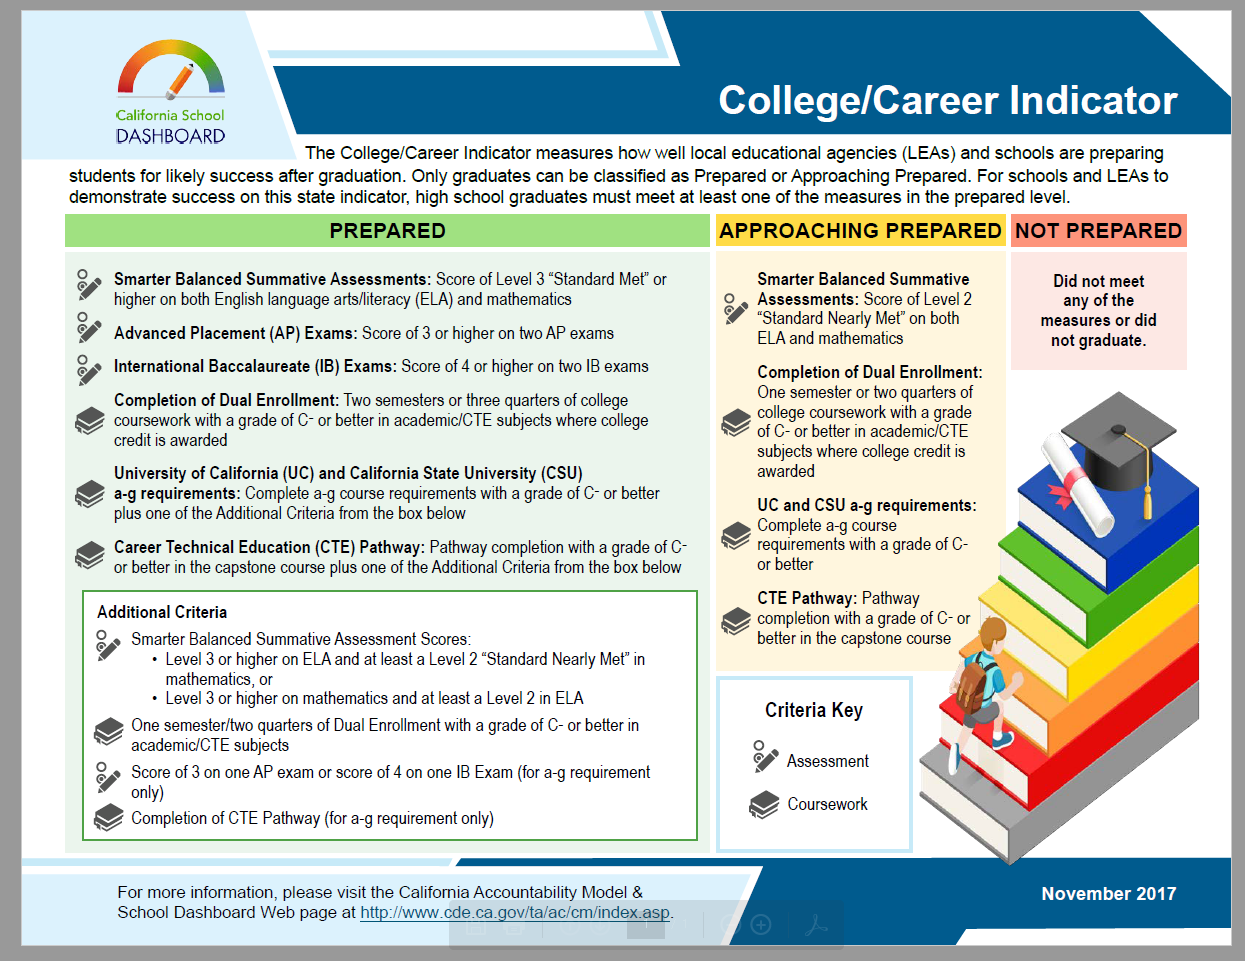 California School
DASHBOARD
College/Career Indicator
The College/Career Indicator measures how well local educational agencies (LEAs) and schools are preparing
students for likely success after graduation. Only graduates can be classified as Prepared or Approaching Prepared. For schools and LEAs to
demonstrate success on this state indicator, high school graduates must meet at least one of the measures in the prepared level.
PREPARED
Smarter Balanced Summative Assessments: Score of Level 3 “Standard Met” or
higher on both English language arts/literacy (ELA) and mathematics
Advanced Placement (AP) Exams: Score of 3 or higher on two AP exams
International Baccalaureate (IB) Exams: Score of 4 or higher on two IB exams
Completion of Dual Enrollment: Two semesters or three quarters of college
coursework with a grade of C- or better in academic/CTE subjects where college
credit is awarded
University of California (UC) and California State University (CSU)
a-g requirements: Complete a-g course requirements with a grade of C- or better
plus one of the Additional Criteria from the box below
Career Technical Education (CTE) Pathway: Pathway completion with a grade of C-
or better in the capstone course plus one of the Additional Criteria from the box below
Additional Criteria
Smarter Balanced Summative Assessment Scores:
• Level 3 or higher on ELA and at least a Level 2 “Standard Nearly Met” in
mathematics, or
• Level 3 or higher on mathematics and at least a Level 2 in ELA
One semester/two quarters of Dual Enrollment with a grade of C- or better in
academic/CTE subjects
Score of 3 on one AP exam or score of 4 on one IB Exam (for a-g requirement
only)
Completion of CTE Pathway (for a-g requirement only)
APPROACHING PREPARED
Smarter Balanced Summative
Assessments: Score of Level 2
“Standard Nearly Met” on both
ELA and mathematics
Completion of Dual Enrollment:
One semester or two quarters of
college coursework with a grade
of C- or better in academic/CTE
subjects where college credit is
awarded
UC and CSU a-g requirements:
Complete a-g course
requirements with a grade of C-
or better
CTE Pathway: Pathway
completion with a grade of C- or
better in the capstone course
NOT PREPARED
Did not meet
any of the
measures or did
not graduate.
Criteria Key
Assessment
Coursework
For more information, please visit the California Accountability Model &
School Dashboard Web page at http://www.cde.ca.gov/ta/ac/cm/index.asp.
November 2017